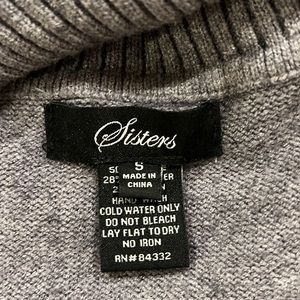 Sisters
S
MADE IN
CHINA
28
HAND WASH
COLD WATER ONLY
DO NOT BLEACH
LAY FLAT TO DRY
NO IRON
RN#84332